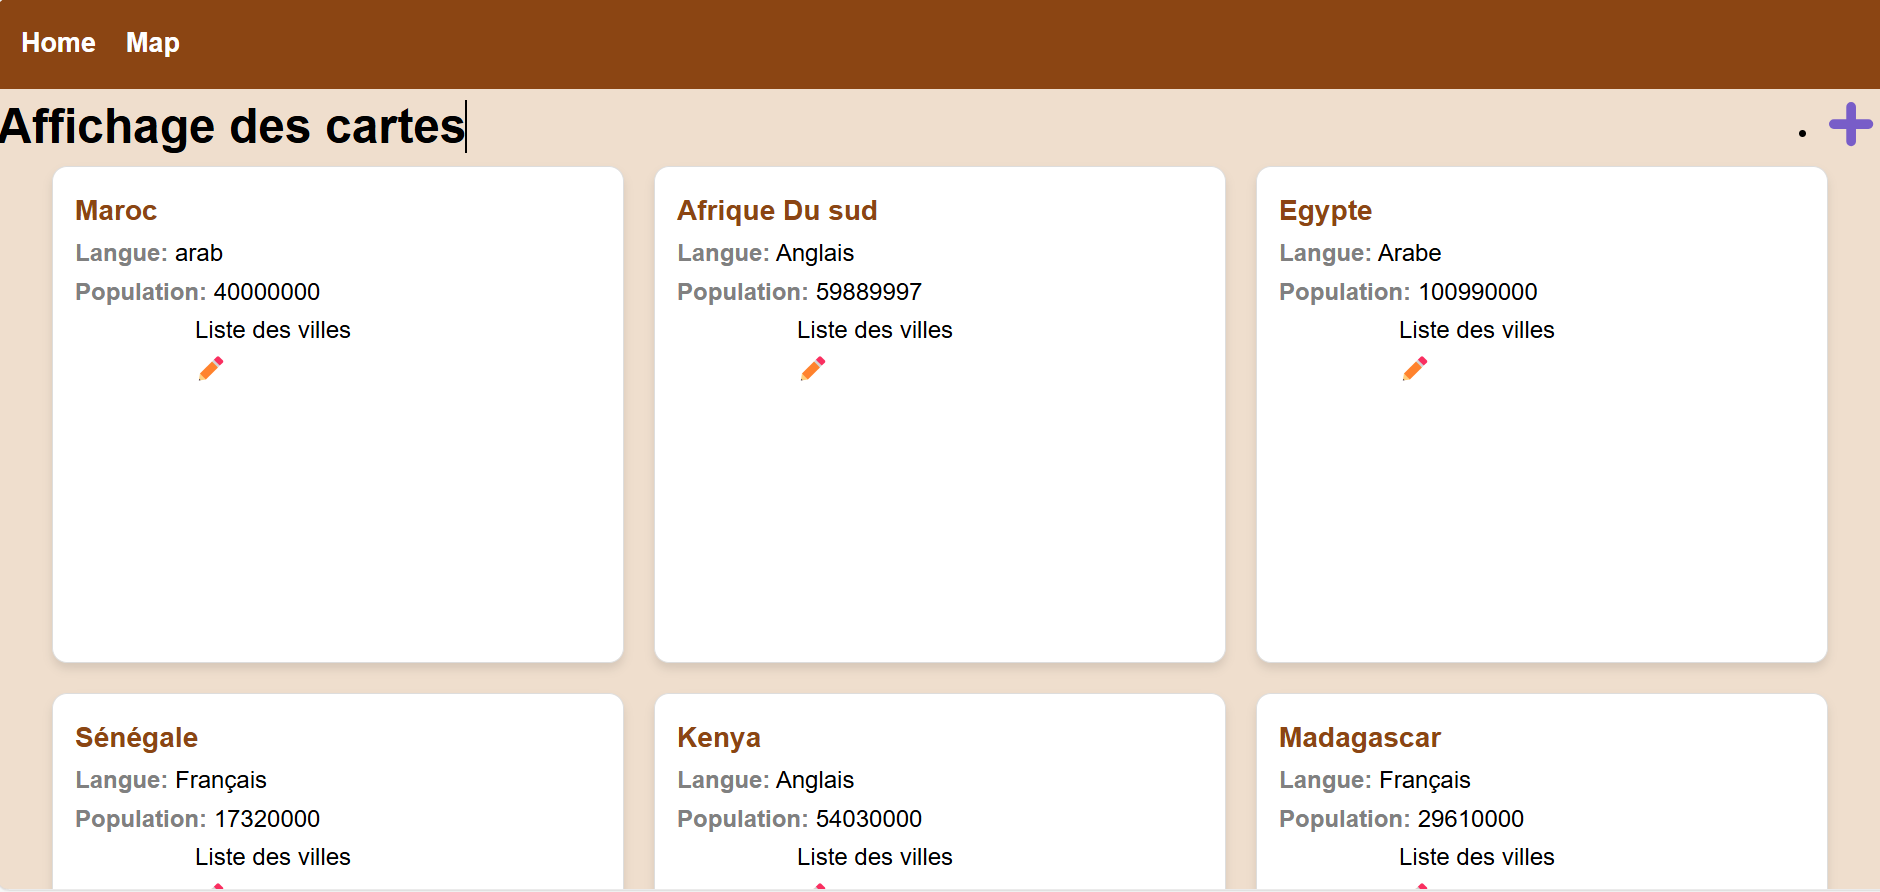 Home Map
Affichage des cartes
Maroc
Langue: arab
Population: 40000000
Liste des villes
Afrique Du sud
Langue: Anglais
Population: 59889997
Liste des villes
Egypte
Langue: Arabe
Population: 100990000
Liste des villes
Sénégale
Langue: Français
Population: 17320000
Liste des villes
Kenya
Langue: Anglais
Population: 54030000
Liste des villes
Madagascar
Langue: Français
Population: 29610000
Liste des villes